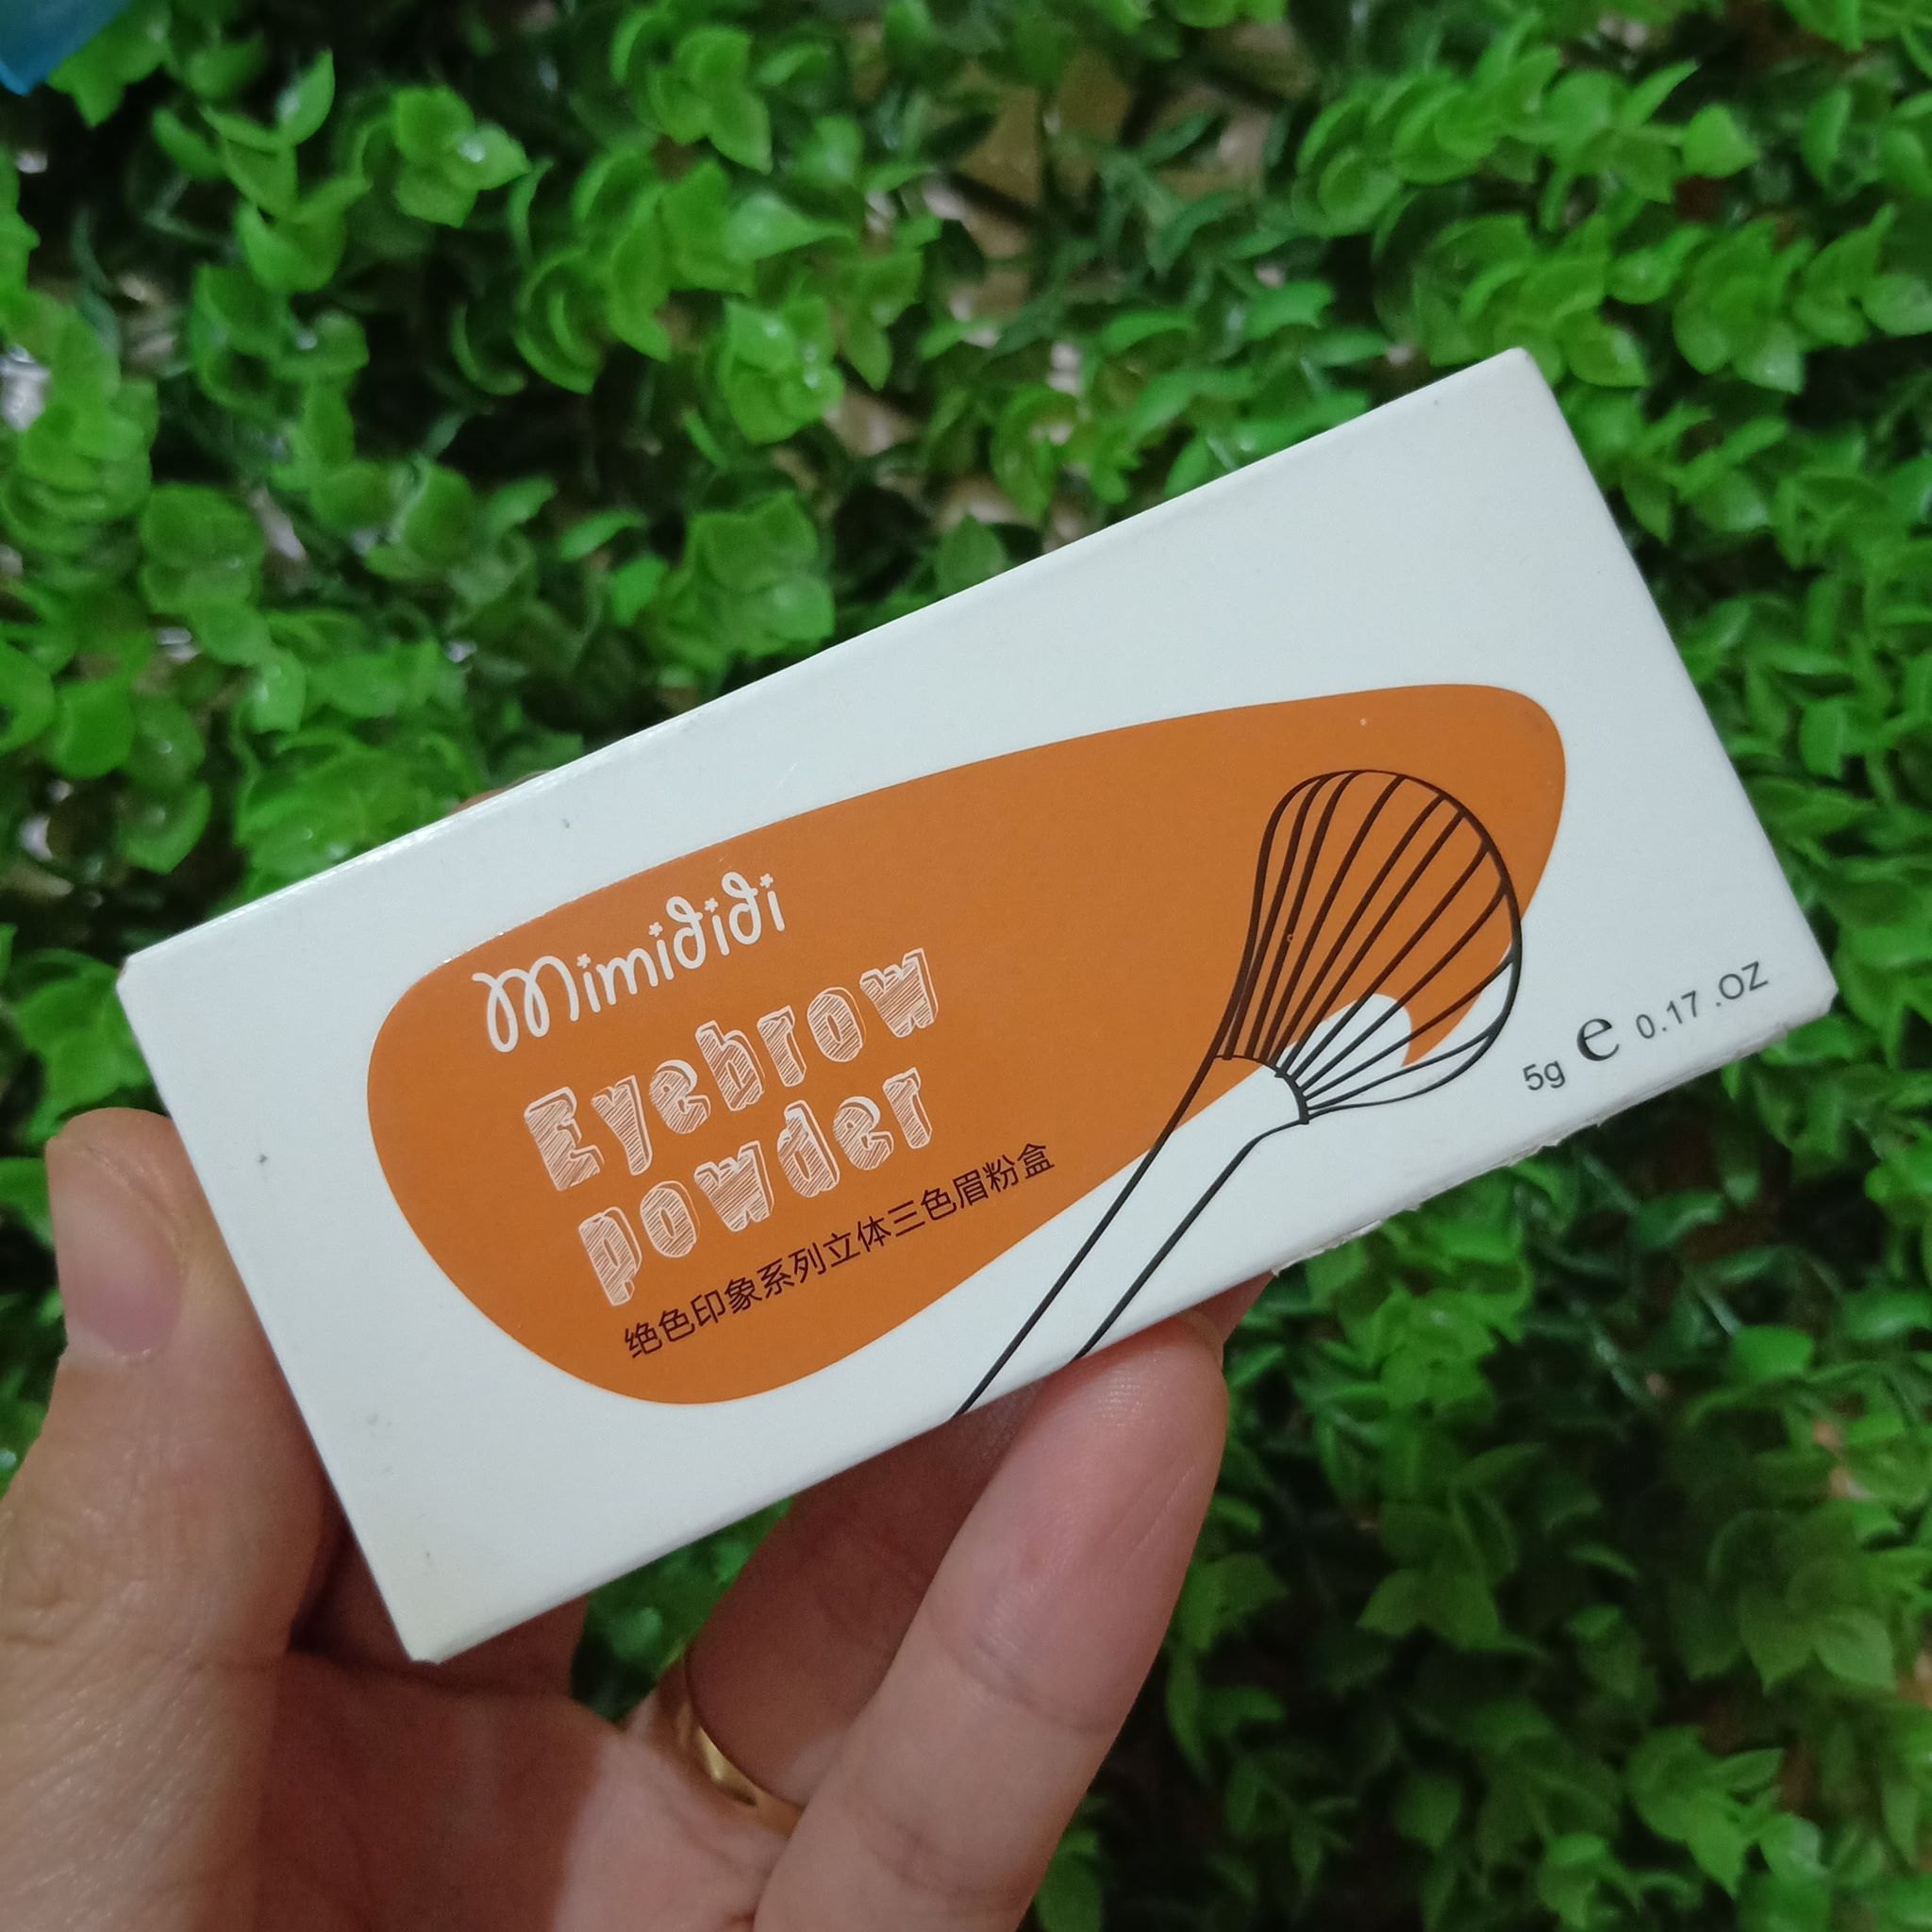 Mimididi
Eyebrow
powder
绝色印象系列立体三色眉粉盒
5g e 0.17 .OZ